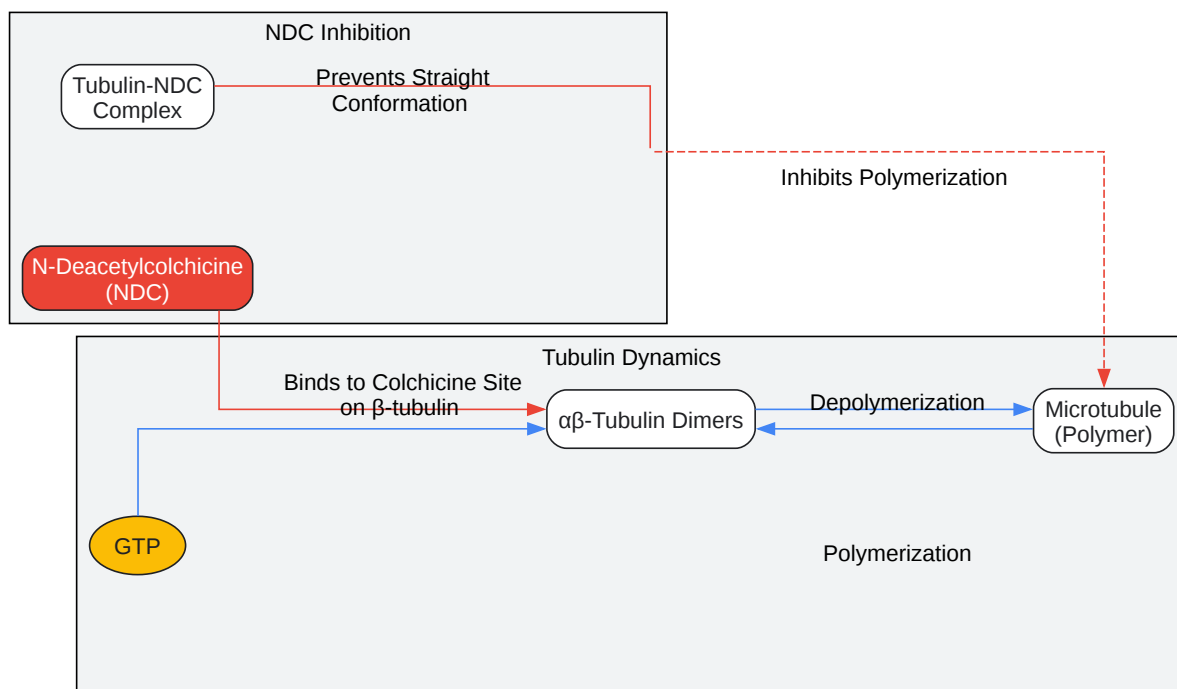 NDC Inhibition
Tubulin-NDC
Complex
Prevents Straight
Conformation
Inhibits Polymerization
N-Deacetylcolchicine
(NDC)
Tubulin Dynamics
Binds to Colchicine Site
on β-tubulin
αβ-Tubulin Dimers
Depolymerization
Microtubule
(Polymer)
GTP
Polymerization